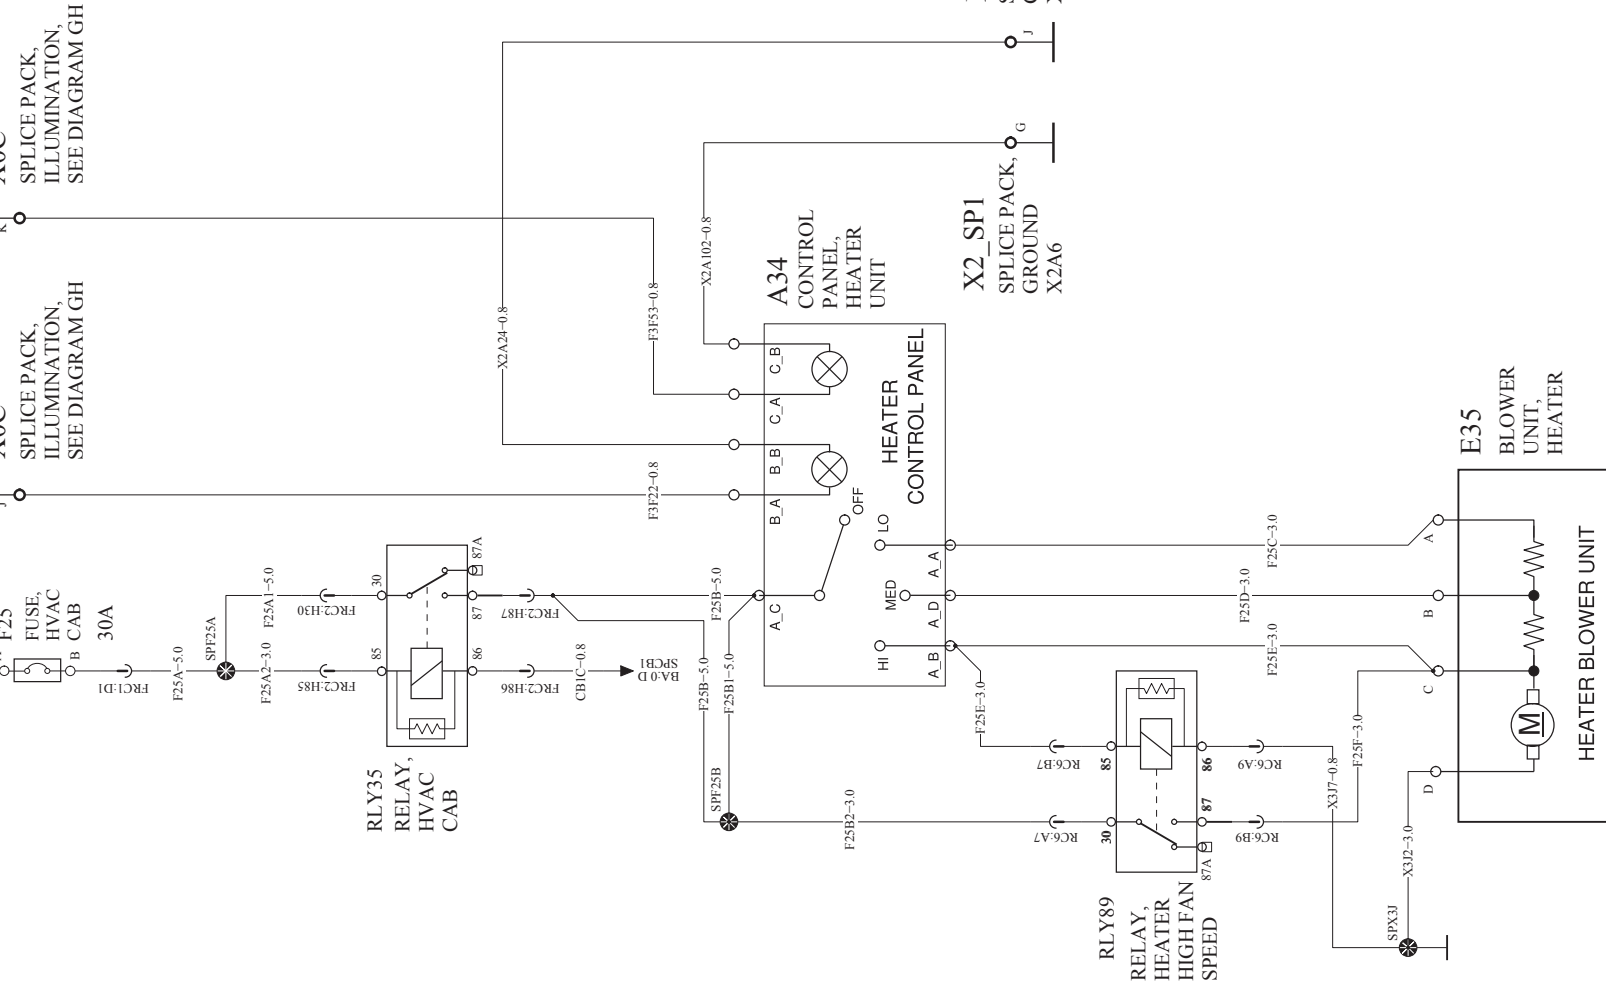 SPLICE PACK,
ILLUMINATION,
SEE DIAGRAM GH
K
SPLICE PACK,
ILLUMINATION,
SEE DIAGRAM GH
J
F25
FUSE,
HVAC
CAB
30A
B
FRC1:D1
F25A-5.0
SPF25A
F25A1-5.0
F25A2-3.0
FRC2:H30
FRC2:H85
30
85
87A
87
86
RLY35
RELAY,
HVAC
CAB
FRC2:H87
FRC2:H86
CB1C-0.8
BA:0 D
SPCB1
X2A24-0.8
F3F53-0.8
F3F22-0.8
X2A102-0.8
F25B-5.0
F25B-5.0
F25B1-5.0
SPF25B
F25B2-3.0
A34
CONTROL
PANEL,
HEATER
UNIT
C_B
C_A
B_B
B_A
A_C
OFF
LO
MED
HI
A_A
A_D
A_B
HEATER
CONTROL PANEL
J
G
X2_SP1
SPLICE PACK,
GROUND
X2A6
F25E-3.0
RC6:B7
RC6:A7
85
30
86
87
87A
RLY89
RELAY,
HEATER
HIGH FAN
SPEED
RC6:A9
RC6:B9
F25C-3.0
F25D-3.0
F25E-3.0
X3J7-0.8
F25F-3.0
X3J2-3.0
SPX3J
A
B
C
D
E35
BLOWER
UNIT,
HEATER
M
HEATER BLOWER UNIT